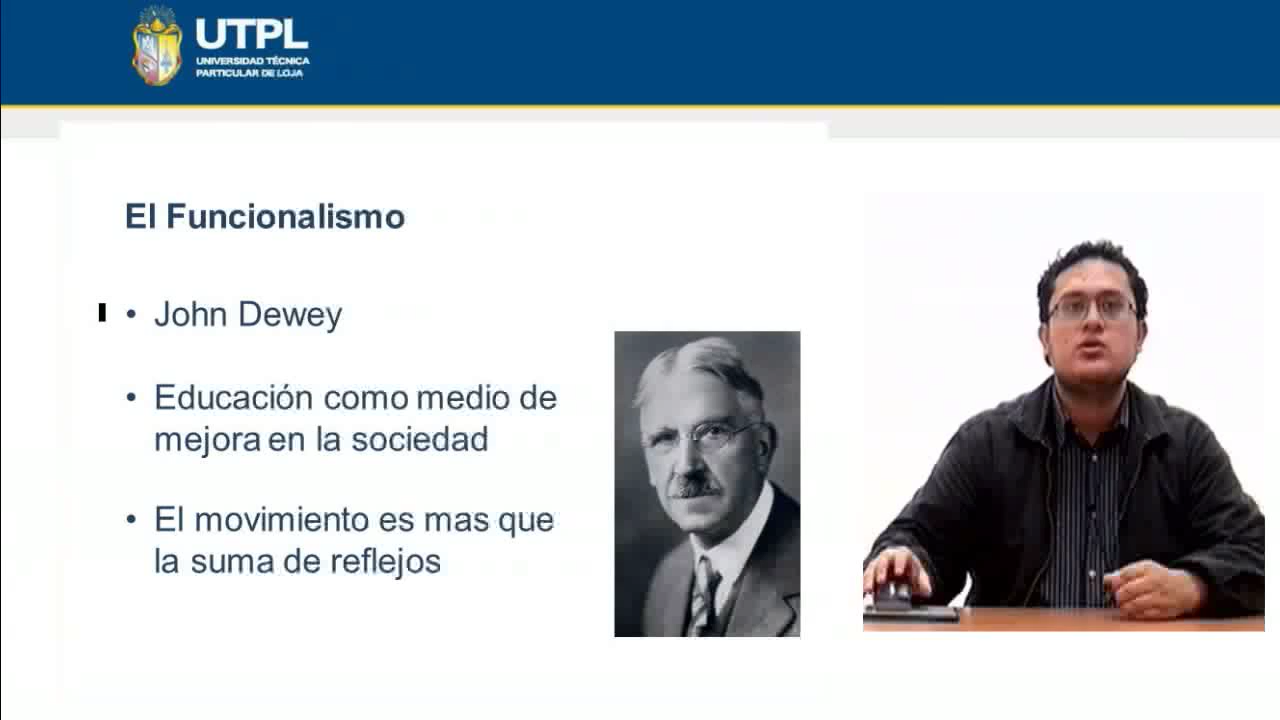 UTPL
UNIVERSIDAD TÉCNICA
PARTICULAR DE LOJA
El Funcionalismo
• John Dewey
• Educación como medio de
mejora en la sociedad
• El movimiento es mas que
la suma de reflejos